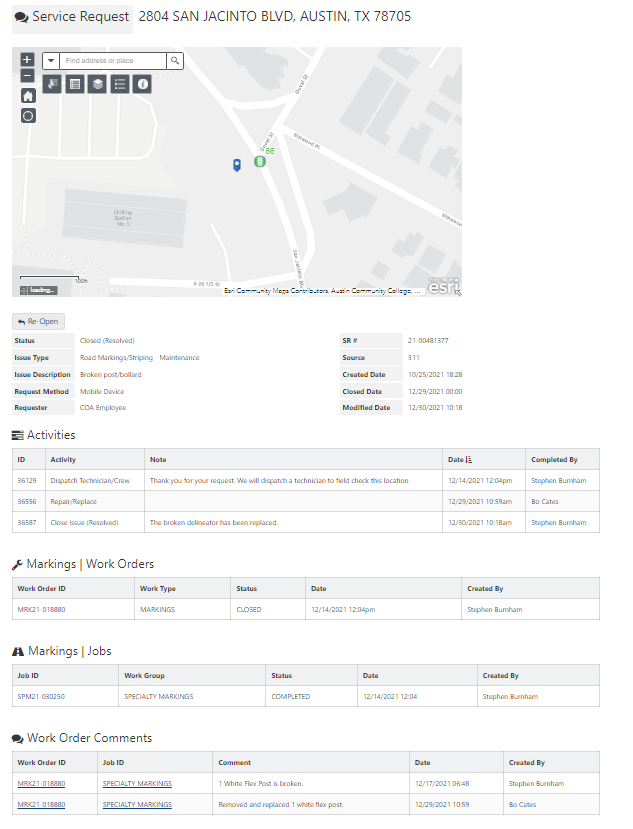 Service Request 2804 SAN JACINTO BLVD, AUSTIN, TX 78705
Find address or place
Duval St
Elmwood Pl
Duval St
66
Chilling
Station
No. 5
Elmwood
San Jacinto Bl
E 28 1/2 St
100ft
loading...
Esri Community Maps Contributors, Austin Community College, ...
esri
Re-Open
Status Closed (Resolved) SR # 21-00481377
Issue Type Road Markings/Striping - Maintenance Source 311
Issue Description Broken post/bollard Created Date 10/25/2021 18:28
Request Method Mobile Device Closed Date 12/29/2021 00:00
Requester COA Employee Modified Date 12/30/2021 10:18
Activities
ID Activity Note Date Completed By
36129 Dispatch Technician/Crew Thank you for your request. We will dispatch a technician to field check this location 12/14/2021 12:04pm Stephen Burnham
36556 Repair/Replace 12/29/2021 10:59am Bo Cates
36587 Close Issue (Resolved) The broken delineator has been replaced. 12/30/2021 10:18am Stephen Burnham
Markings | Work Orders
Work Order ID Work Type Status Date Created By
MRK21-018880 MARKINGS CLOSED 12/14/2021 12:04pm Stephen Burnham
Markings | Jobs
Job ID Work Group Status Date Created By
SPM21-030250 SPECIALTY MARKINGS COMPLETED 12/14/2021 12:04 Stephen Burnham
Work Order Comments
Work Order ID Job ID Comment Date Created By
MRK21-018880 SPECIALTY MARKINGS 1 White Flex Post is broken. 12/17/2021 06:48 Stephen Burnham
MRK21-018880 SPECIALTY MARKINGS Removed and replaced 1 white flex post. 12/29/2021 10:59 Bo Cates